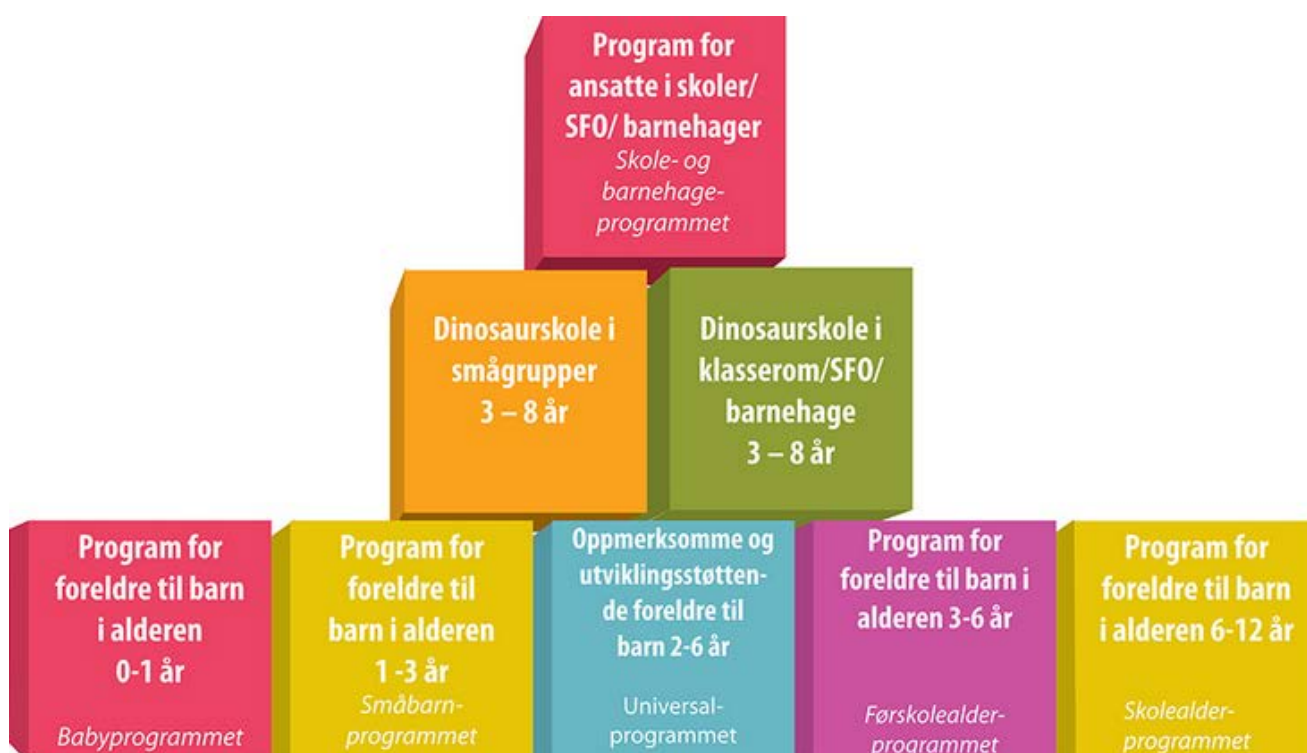 Program for
ansatte i skoler/
SFO/ barnehager
Skole- og
barnehage-
programmet
Dinosaurskole i
smågrupper
3 – 8 år
Dinosaurskole i
klasserom/SFO/
barnehage
3 – 8 år
Program for
foreldre til barn
i alderen
0-1 år
Babyprogrammet
Program for
foreldre til
barn i alderen
1 -3 år
Småbarn-
programmet
Oppmerksomme og
utviklingsstøtten-
de foreldre til
barn 2-6 år
Universal-
programmet
Program for
foreldre til barn i
alderen 3-6 år
Førskolealder-
programmet
Program for
foreldre til barn
i alderen 6-12 år
Skolealder-
programmet